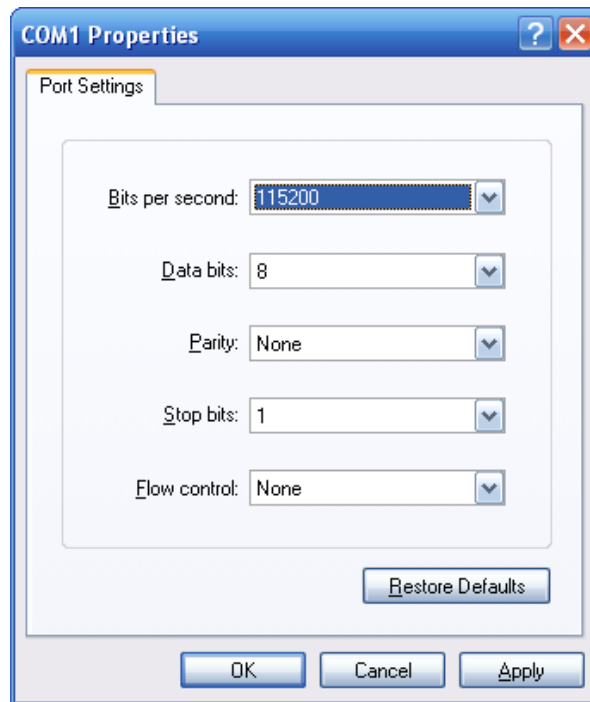 COM1 Properties
Port Settings
Bits per second: 115200
Data bits: 8
Parity: None
Stop bits: 1
Flow control: None
Restore Defaults
OK Cancel Apply